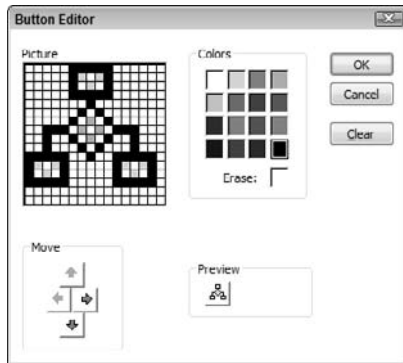 Button Editor
Picture
Colors
OK
Cancel
Clear
Erase:
Move
Preview